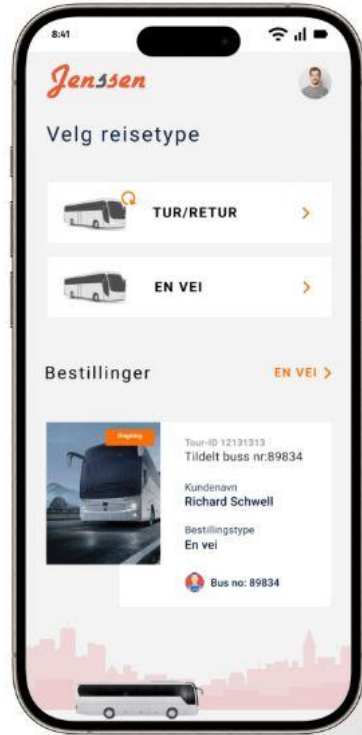 8:41
Jenssen
Velg reisetype
TUR/RETUR
EN VEI
Bestillinger
EN VEI
Ongoing
Tour-ID 12131313
Tildelt buss nr:89834
Kundenavn
Richard Schwell
Bestillingstype
En vei
Bus no: 89834